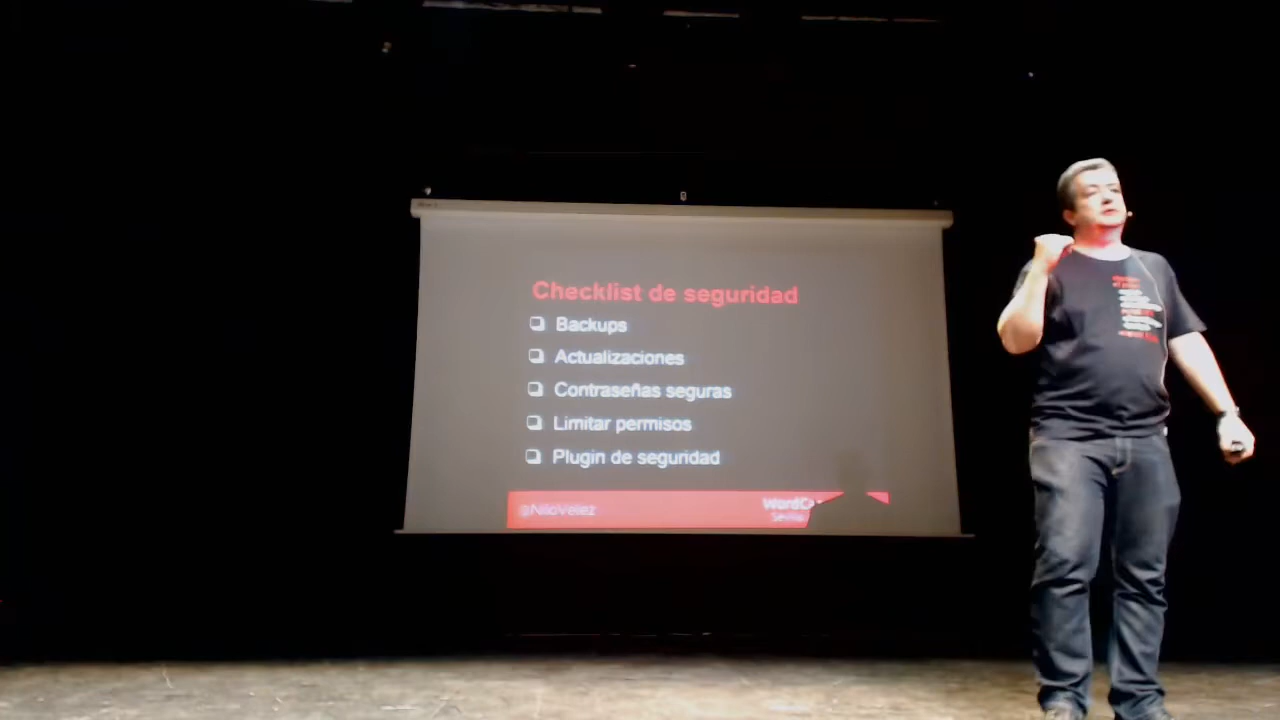 Checklist de seguridad
❏ Backups
❏ Actualizaciones
❏ Contraseñas seguras
❏ Limitar permisos
❏ Plugin de seguridad
@NiloVelez